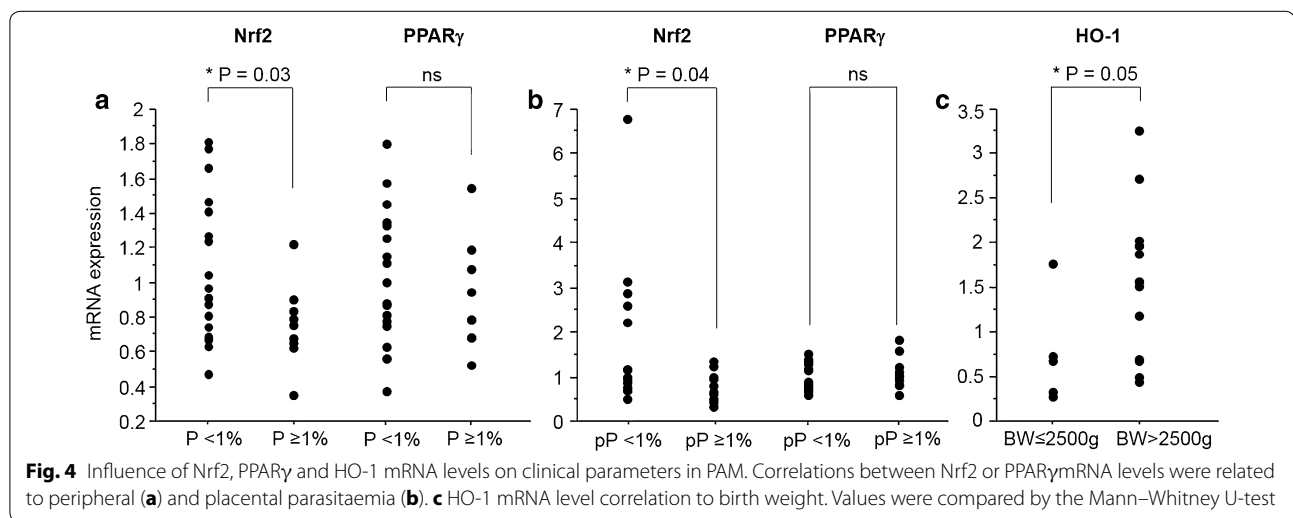 Nrf2 PPARγ Nrf2 PPARγ HO-1
* P = 0.03 ns * P = 0.04 ns * P = 0.05
a b c
mRNA expression
2
1.8
1.6
1.4
1.2
1
0.8
0.6
0.4
0.2
P <1% P ≥1% P <1% P ≥1%
7
6
5
4
3
2
1
0
pP <1% pP ≥1% pP <1% pP ≥1%
3.5
3
2.5
2
1.5
1
0.5
0
BW≤2500g BW>2500g
Fig. 4 Influence of Nrf2, PPARγ and HO-1 mRNA levels on clinical parameters in PAM. Correlations between Nrf2 or PPARγmRNA levels were related
to peripheral (a) and placental parasitaemia (b). c HO-1 mRNA level correlation to birth weight. Values were compared by the Mann–Whitney U-test